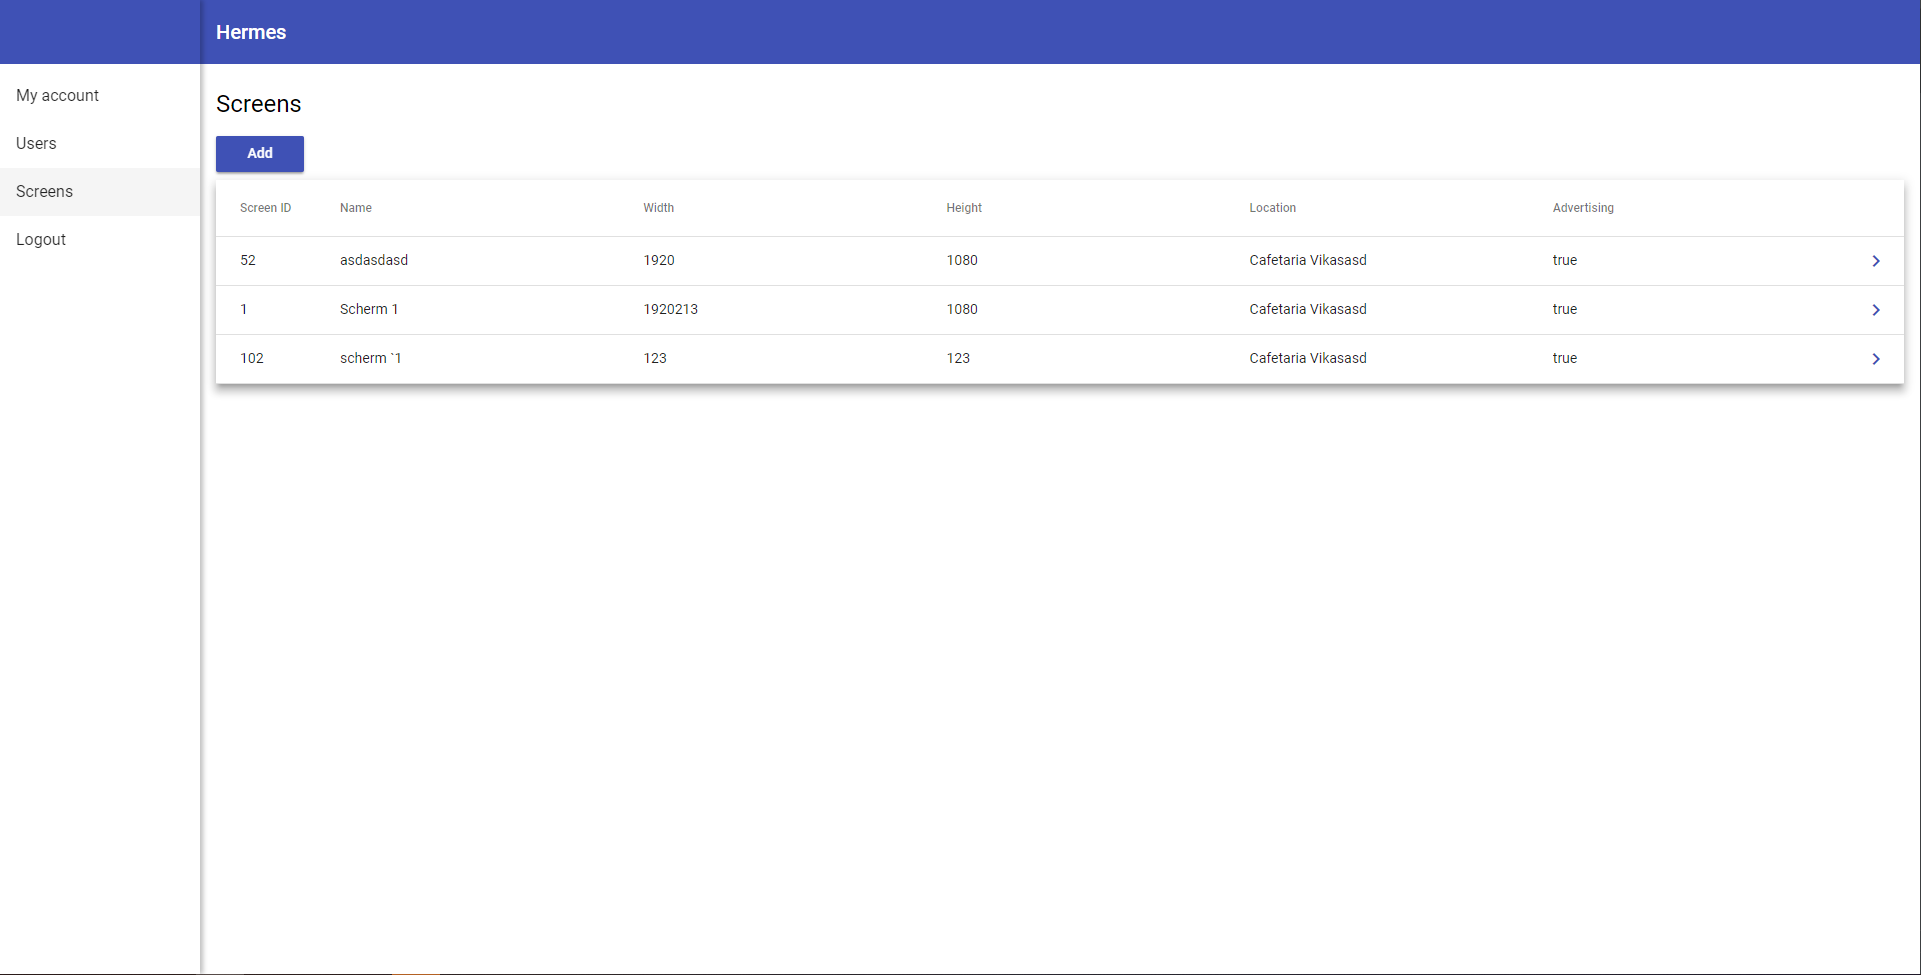 Hermes
My account
Users
Screens
Logout
Screens
Add
Screen ID Name Width Height Location Advertising
52 asdasdasd 1920 1080 Cafetaria Vikasasd true
1 Scherm 1 1920213 1080 Cafetaria Vikasasd true
102 scherm `1 123 123 Cafetaria Vikasasd true